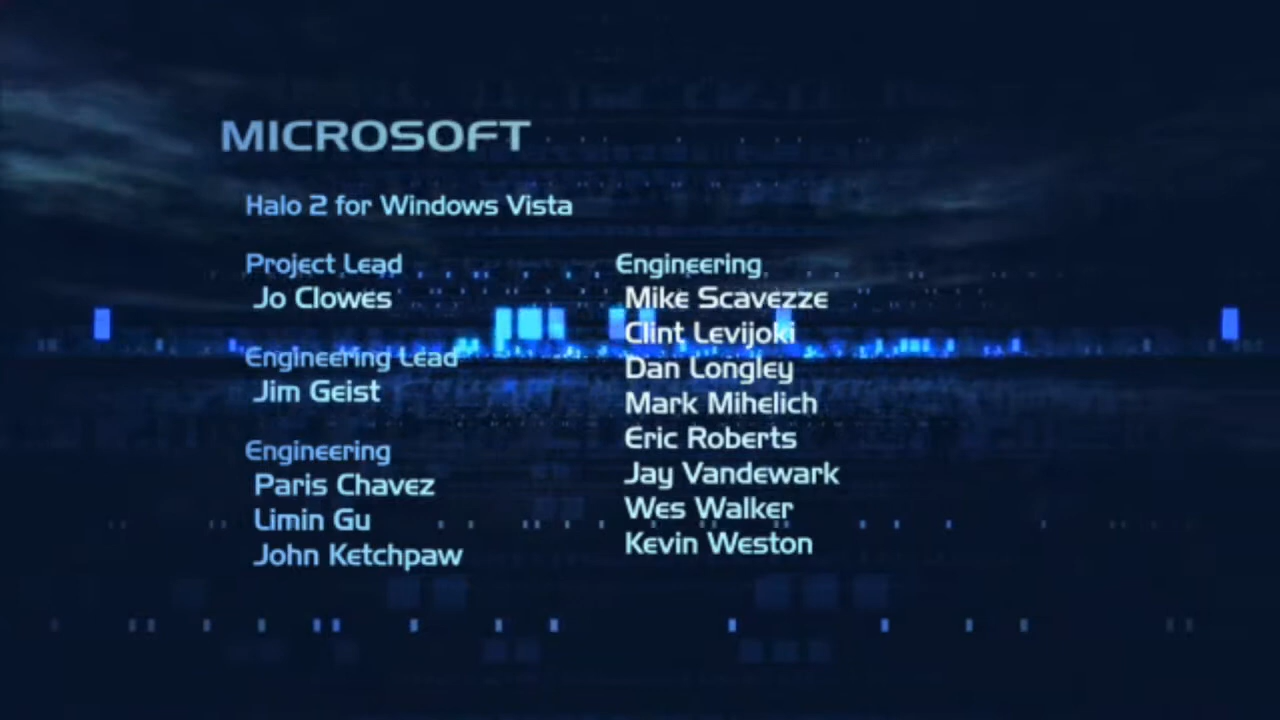 MICROSOFT
Halo 2 for Windows Vista
Project Lead
Jo Clowes
Engineering Lead
Jim Geist
Engineering
Paris Chavez
Limin Gu
John Ketchpaw
Engineering
Mike Scavezze
Clint Levijoki
Dan Longley
Mark Mihelich
Eric Roberts
Jay Vandewark
Wes Walker
Kevin Weston